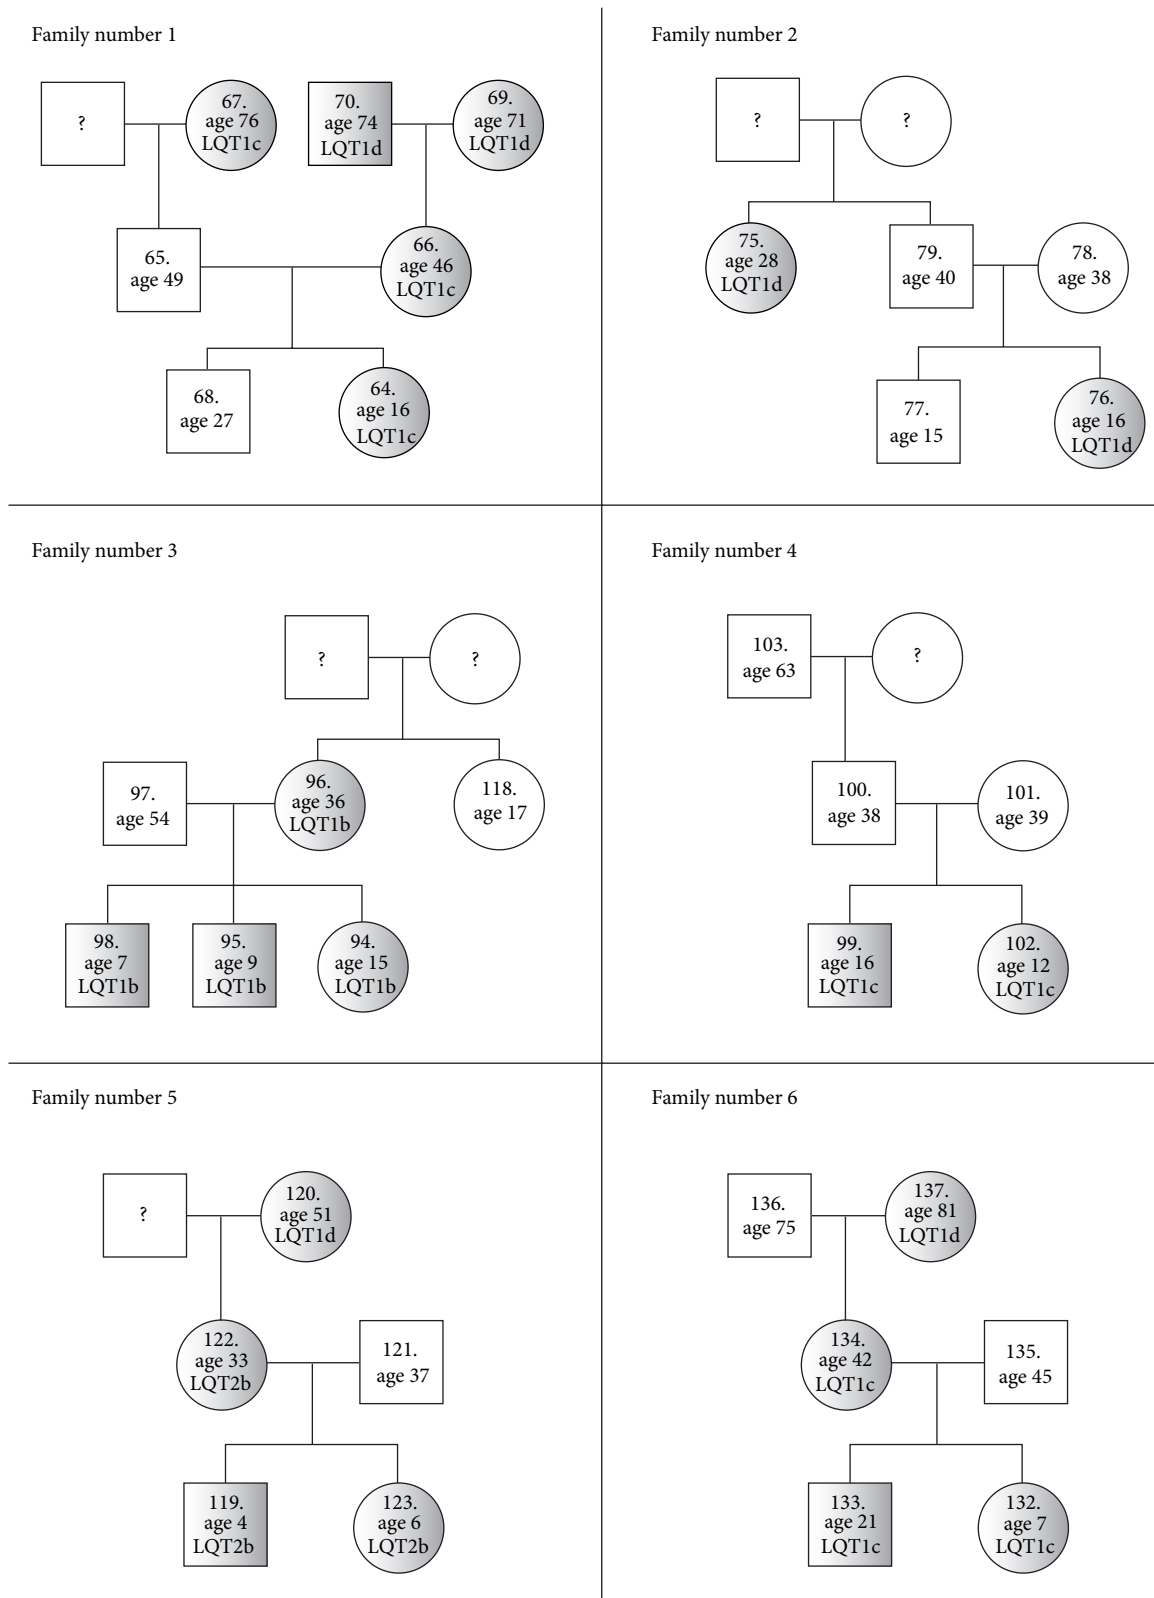 Family number 1
?
67.
age 76
LQT1c
70.
age 74
LQT1d
69.
age 71
LQT1d
65.
age 49
66.
age 46
LQT1c
68.
age 27
64.
age 16
LQT1c
Family number 2
?
?
75.
age 28
LQT1d
79.
age 40
78.
age 38
77.
age 15
76.
age 16
LQT1d
Family number 3
?
?
97.
age 54
96.
age 36
LQT1b
118.
age 17
98.
age 7
LQT1b
95.
age 9
LQT1b
94.
age 15
LQT1b
Family number 4
103.
age 63
?
100.
age 38
101.
age 39
99.
age 16
LQT1c
102.
age 12
LQT1c
Family number 5
?
120.
age 51
LQT1d
122.
age 33
LQT2b
121.
age 37
119.
age 4
LQT2b
123.
age 6
LQT2b
Family number 6
136.
age 75
137.
age 81
LQT1d
134.
age 42
LQT1c
135.
age 45
133.
age 21
LQT1c
132.
age 7
LQT1c